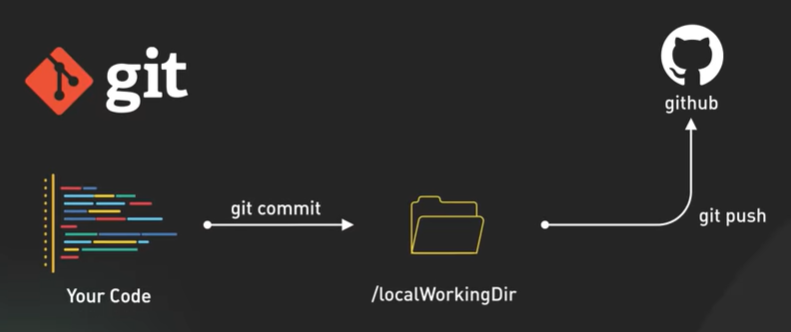 git
github
git commit
git push
Your Code
/localWorkingDir